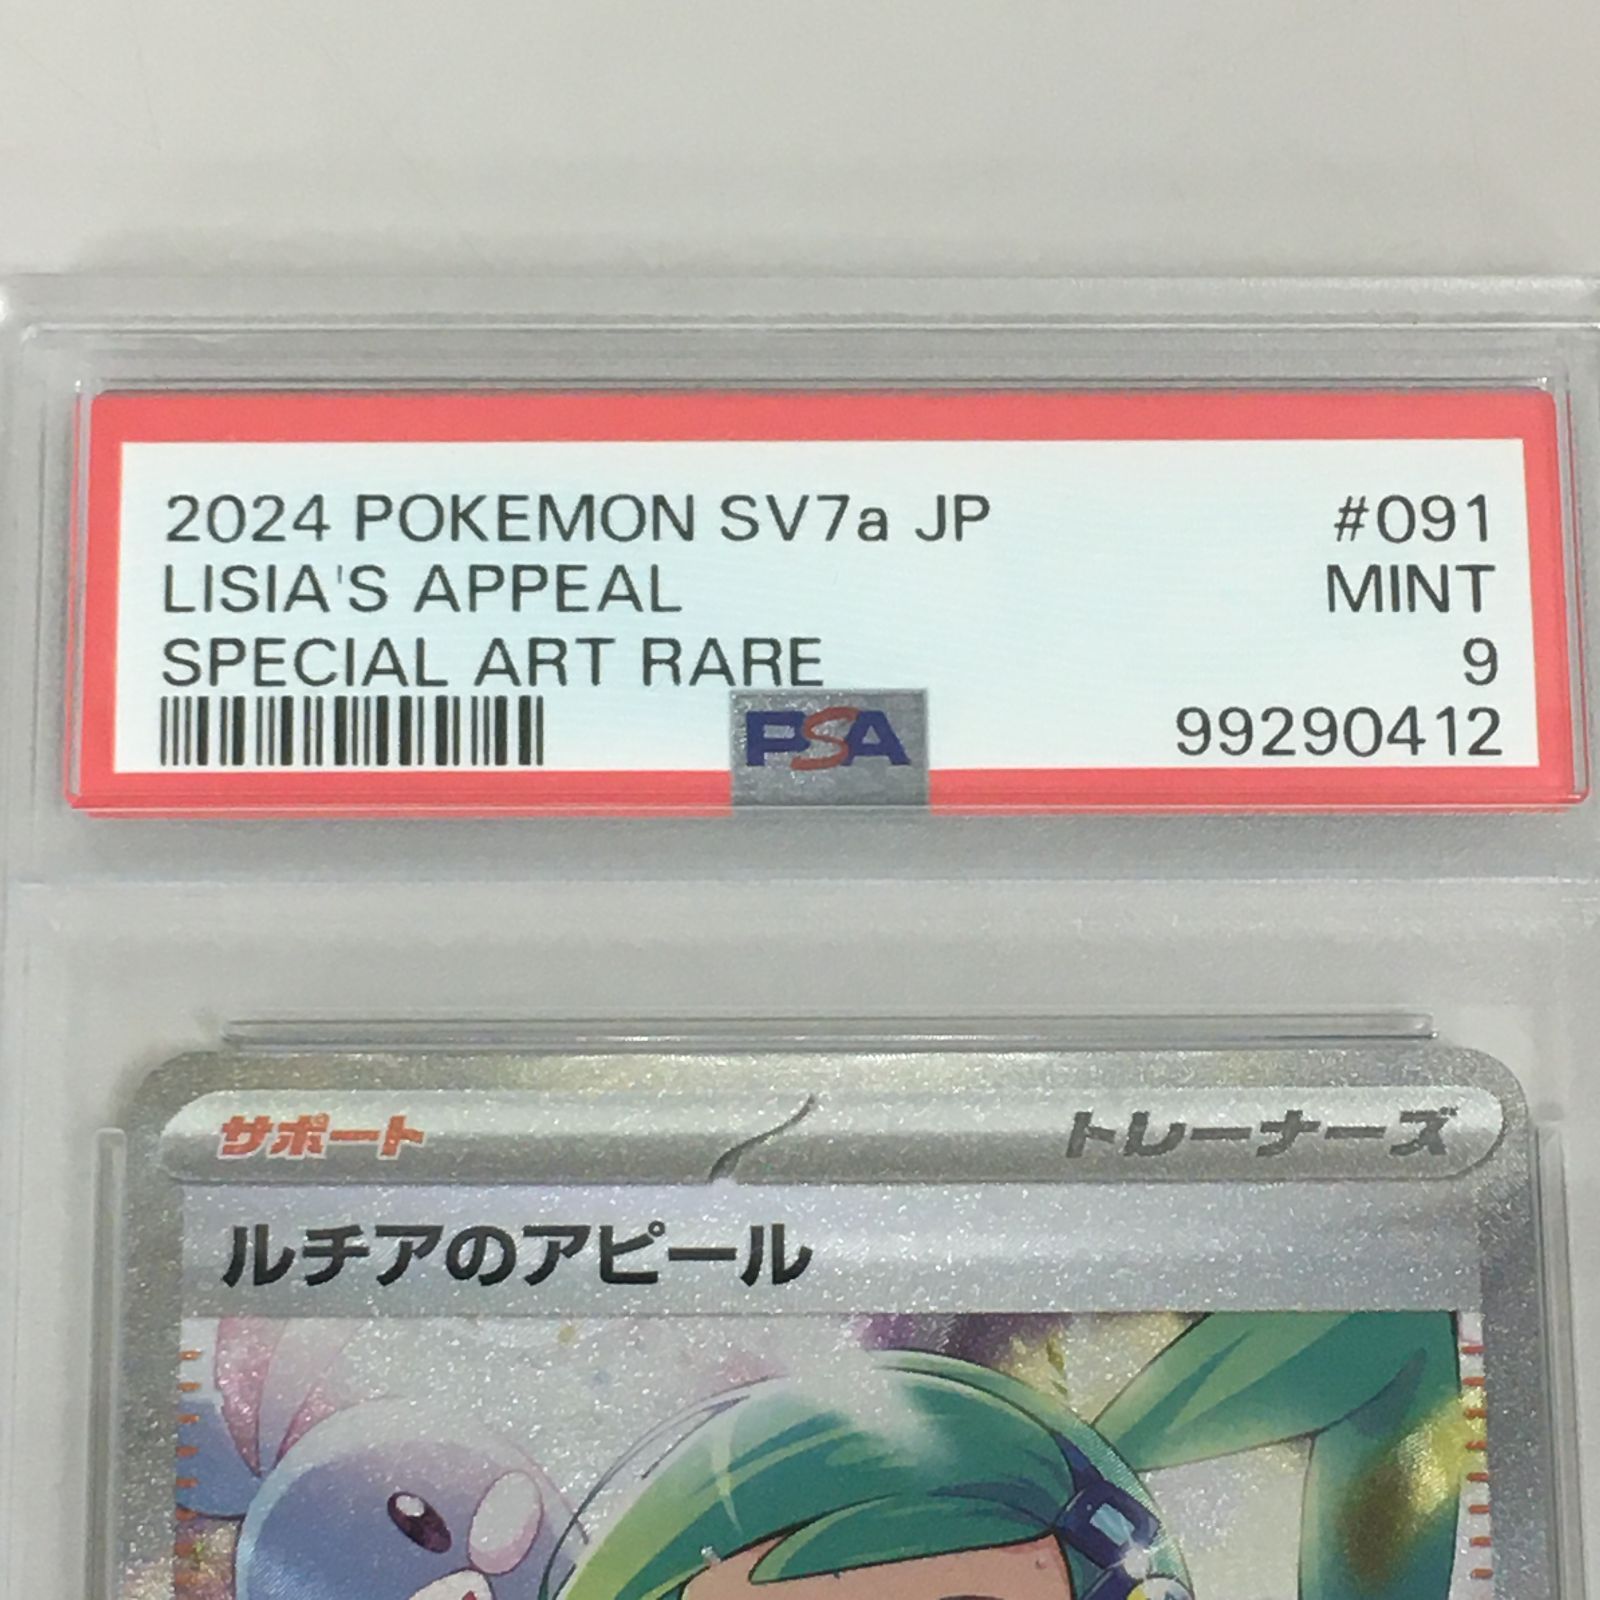 2024 POKEMON SV7a JP #091
LISIA'S APPEAL MINT
SPECIAL ART RARE 9
PSA 99290412
サポート トレーナーズ
ルチアのアピール